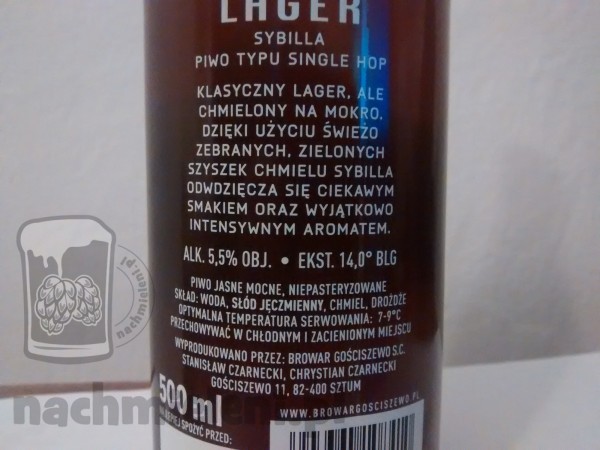 LAGER
SYBILLA
PIWO TYPU SINGLE HOP
KLASYCZNY LAGER, ALE
CHMIELONY NA MOKRO.
DZIĘKI UŻYCIU ŚWIEŻO
ZEBRANYCH, ZIELONYCH
SZYSZEK CHMIELU SYBILLA
ODWDZIĘCZA SIĘ CIEKAWYM
SMAKIEM ORAZ WYJĄTKOWO
INTENSYWNYM AROMATEM.
ALK. 5,5% OBJ. • EKST. 14,0° BLG
PIWO JASNE MOCNE, NIEPASTERYZOWANE
SKŁAD: WODA, SŁÓD JĘCZMIENNY, CHMIEL, DROŻDŻE
OPTYMALNA TEMPERATURA SERWOWANIA: 7-9°C
PRZECHOWYWAĆ W CHŁODNYM I ZACIENIONYM MIEJSCU
WYPRODUKOWANO PRZEZ: BROWAR GOŚCISZEWO S.C.
STANISŁAW CZARNECKI, CHRYSTIAN CZARNECKI
GOŚCISZEWO 11, 82-400 SZTUM
500 ml
WWW.BROWARGOSCISZEWO.PL
NAJLEPIEJ SPOŻYĆ PRZED:
nachmieleni.pl
nachmieleni.pl